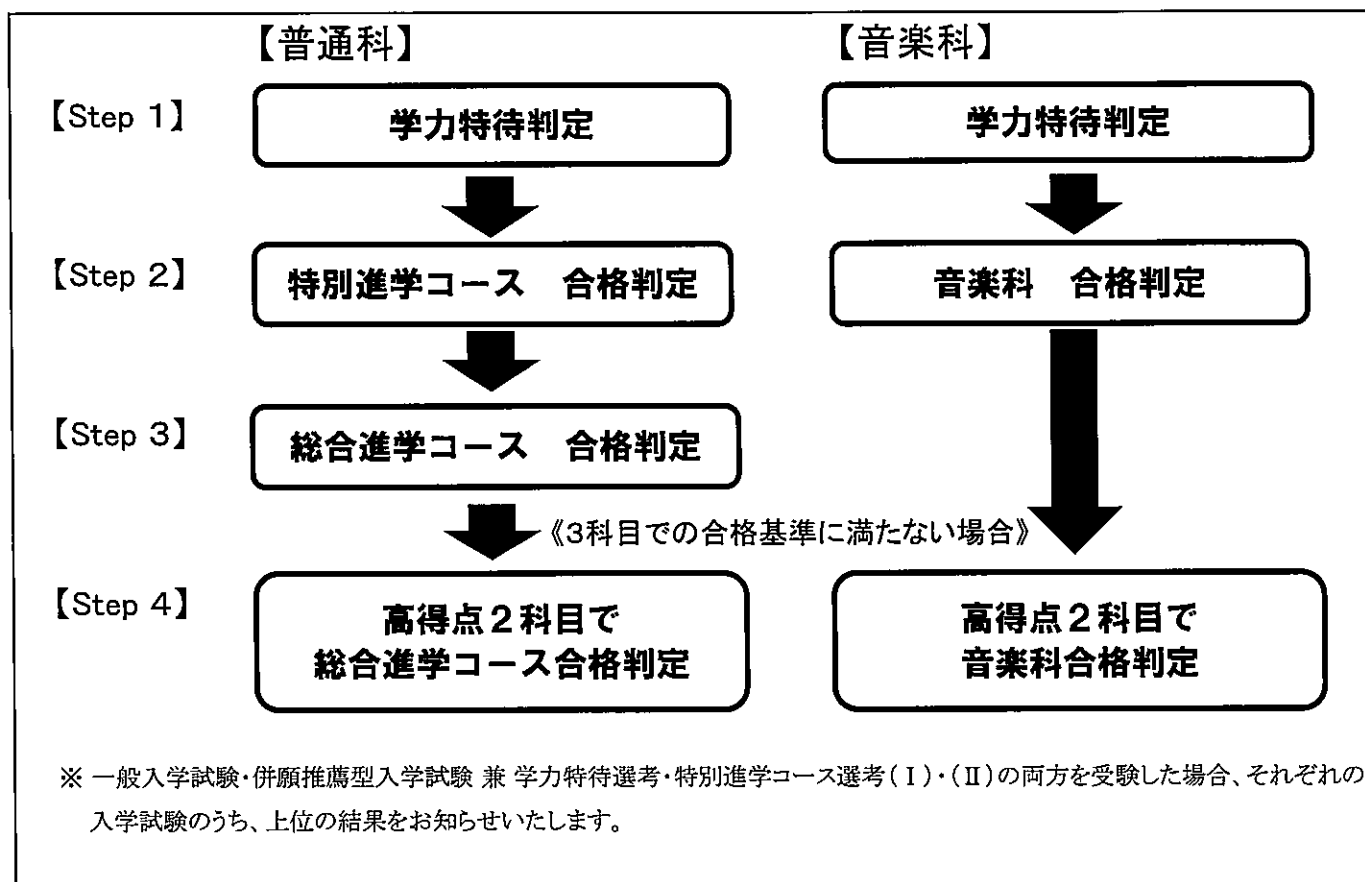 【普通科】 【音楽科】
【Step 1】 学力特待判定 学力特待判定
【Step 2】 特別進学コース 合格判定 音楽科 合格判定
【Step 3】 総合進学コース 合格判定
《3科目での合格基準に満たない場合》
【Step 4】 高得点2科目で 高得点2科目で
総合進学コース合格判定 音楽科合格判定
※ 一般入学試験・併願推薦型入学試験 兼 学力特待選考・特別進学コース選考(Ⅰ)・(Ⅱ)の両方を受験した場合、それぞれの
入学試験のうち、上位の結果をお知らせいたします。